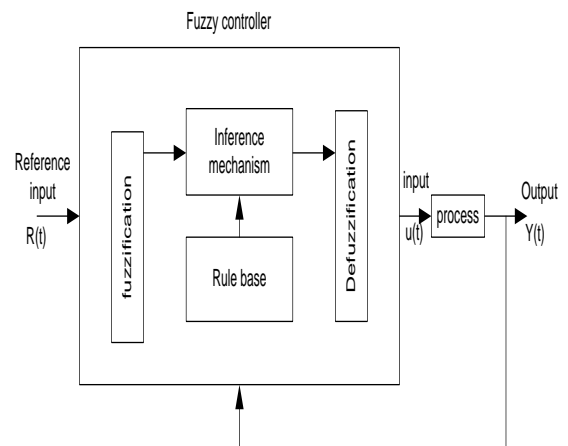 Fuzzy controller
Reference
input
R(t)
fuzzification
Inference
mechanism
Rule base
Defuzzification
input
u(t)
process
Output
Y(t)